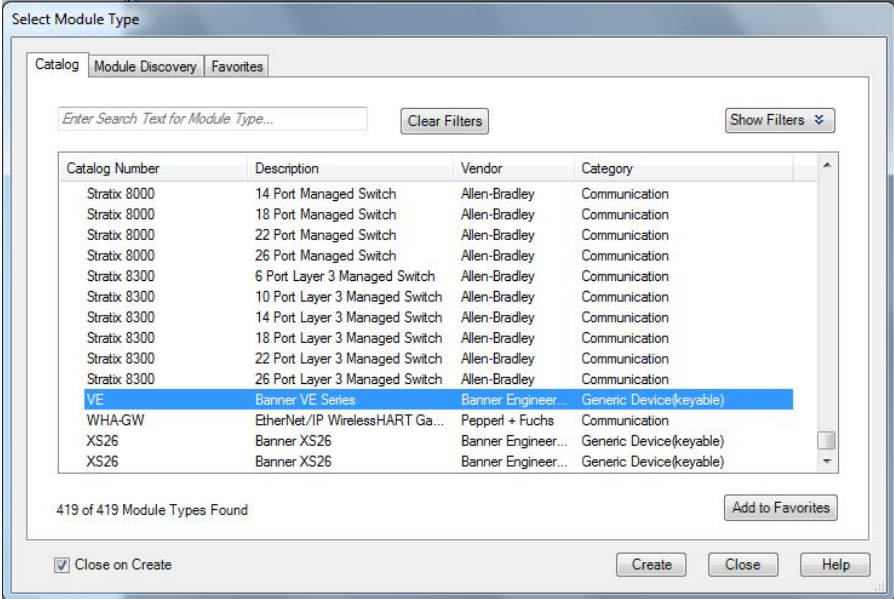 Select Module Type
Catalog Module Discovery Favorites
Enter Search Text for Module Type... Clear Filters Show Filters
Catalog Number Description Vendor Category
Stratix 8000 14 Port Managed Switch Allen-Bradley Communication
Stratix 8000 18 Port Managed Switch Allen-Bradley Communication
Stratix 8000 22 Port Managed Switch Allen-Bradley Communication
Stratix 8000 26 Port Managed Switch Allen-Bradley Communication
Stratix 8300 6 Port Layer 3 Managed Switch Allen-Bradley Communication
Stratix 8300 10 Port Layer 3 Managed Switch Allen-Bradley Communication
Stratix 8300 14 Port Layer 3 Managed Switch Allen-Bradley Communication
Stratix 8300 18 Port Layer 3 Managed Switch Allen-Bradley Communication
Stratix 8300 22 Port Layer 3 Managed Switch Allen-Bradley Communication
Stratix 8300 26 Port Layer 3 Managed Switch Allen-Bradley Communication
VE Banner VE Series Banner Engineer... Generic Device(keyable)
WHA-GW EtherNet/IP WirelessHART Ga... Pepperl + Fuchs Communication
XS26 Banner XS26 Banner Engineer... Generic Device(keyable)
XS26 Banner XS26 Banner Engineer... Generic Device(keyable)
419 of 419 Module Types Found Add to Favorites
Close on Create Create Close Help